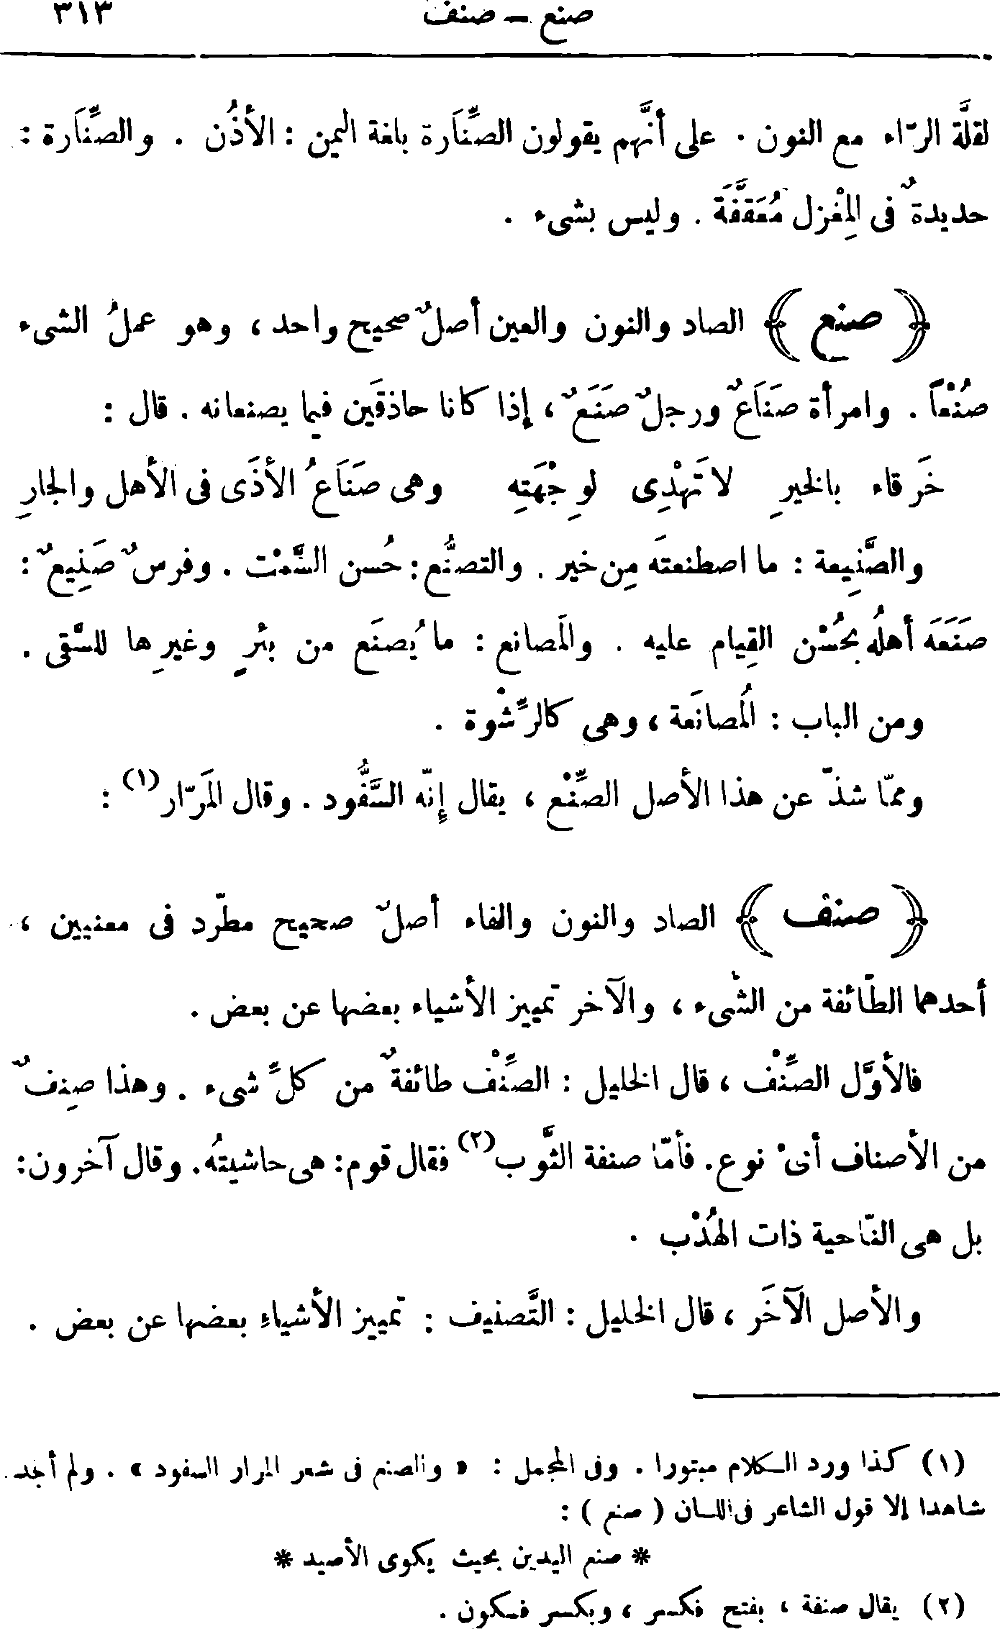 صنع — صنف ٣١٣
لقلَّة الرّاء مع النون . على أنَّهم يقولون الصِّنَّارة بلغة اليمن : الأذُن . والصِّنَّارة :
حديدةٌ فى المِغْزل مُعَقَّفَة . وليس بشىء .
﴿ صنع ﴾ الصاد والنون والعين أصلٌ صحيح واحد ، وهو عملُ الشىء
صُنْعاً . وامرأة صَنَاعٌ ورجلٌ صَنَعٌ ، إذا كانا حاذقَين فيما يصنعانه . قال :
خَرقاء بالخيرِ لا تَهْدِى لوِجْهَتِه وهى صَنَاعُ الأذَى فى الأهل والجارِ
والصَّنِيعة : ما اصطنعتَه مِن خير . والتصنُّع : حُسن السَّمْت . وفرسٌ صَنِيعٌ :
صَنَعَه أهلُه بحُسْن القِيام عليه . والَمصانع : ما يُصنَع من بئرٍ وغيرِها للسَّقى .
ومن الباب : الُمصانَعة ، وهى كالرِّشْوة .
وممّا شذّ عن هذا الأصل الصِّنْع ، يقال إنّه السَّفُّود . وقال المَرّار(١) :
﴿ صنف ﴾ الصاد والنون والفاء أصلٌ صحيح مطّرد فى معنيين ،
أحدهما الطّائفة من الشَّىء ، والآخر تمييز الأشياء بعضها عن بعض .
فالأوَّل الصِّنْف ، قال الخليل : الصِّنْف طائفةٌ من كلِّ شىء . وهذا صِنفٌ
من الأصناف أىْ نوع . فأمّا صنفة الثَّوب(٢) فقال قوم : هى حاشيتُه . وقال آخرون :
بل هى النّاحية ذات الهُدْب .
والأصل الآخَر ، قال الخليل : التَّصنيف : تمييز الأشياءِ بعضها عن بعض .
(١) كذا ورد الكلام مبتورا . وفى المجمل : « والصنع فى شعر المرار السفود » . ولم أجد
شاهدا إلا قول الشاعر فى اللسان ( صنع ) :
* صنع اليدين بحيث يكوى الأصيد *
(٢) يقال صنفة ، بفتح فكسر ، وبكسر فسكون .